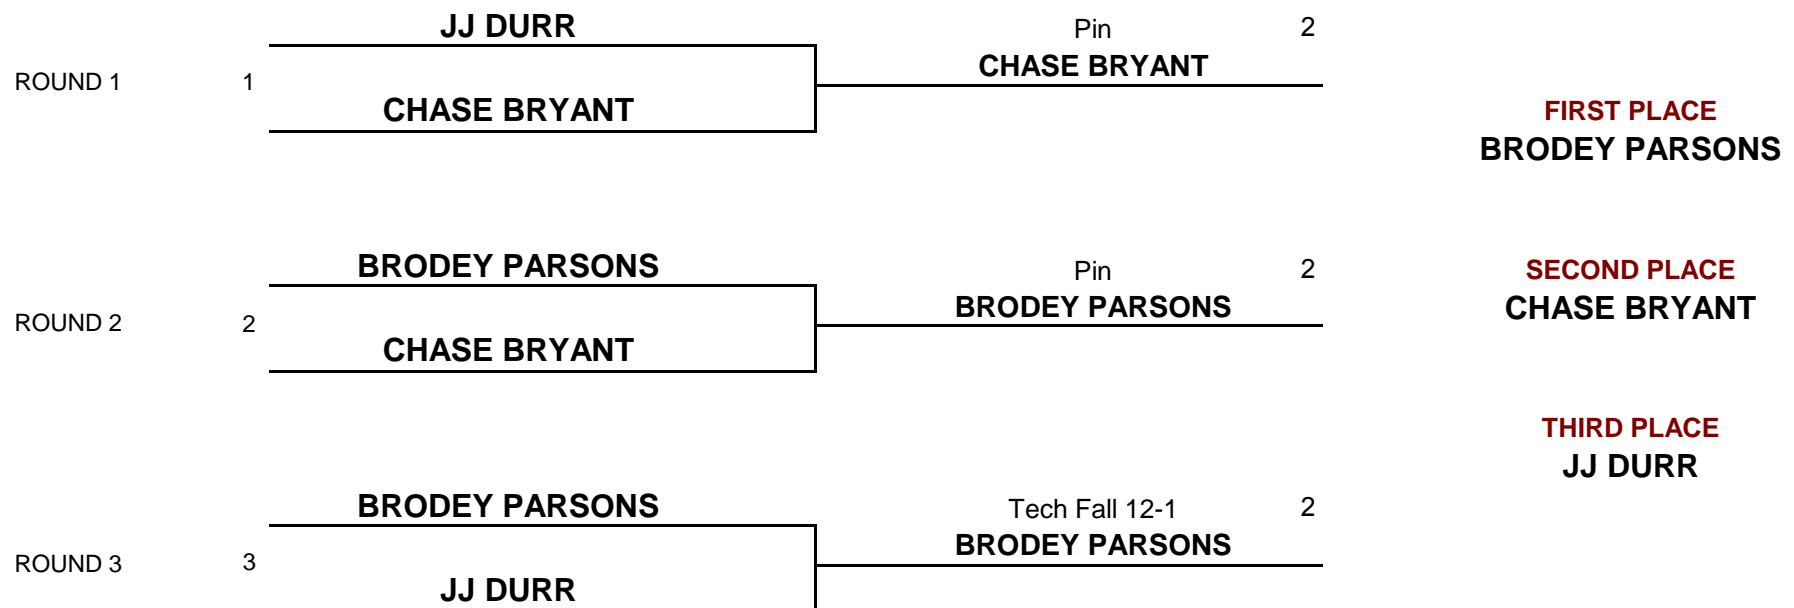 JJ DURR
Pin 2
CHASE BRYANT
ROUND 1 1
CHASE BRYANT
FIRST PLACE
BRODEY PARSONS
BRODEY PARSONS
Pin 2
BRODEY PARSONS
ROUND 2 2
CHASE BRYANT
SECOND PLACE
CHASE BRYANT
THIRD PLACE
JJ DURR
BRODEY PARSONS
Tech Fall 12-1 2
BRODEY PARSONS
ROUND 3 3
JJ DURR